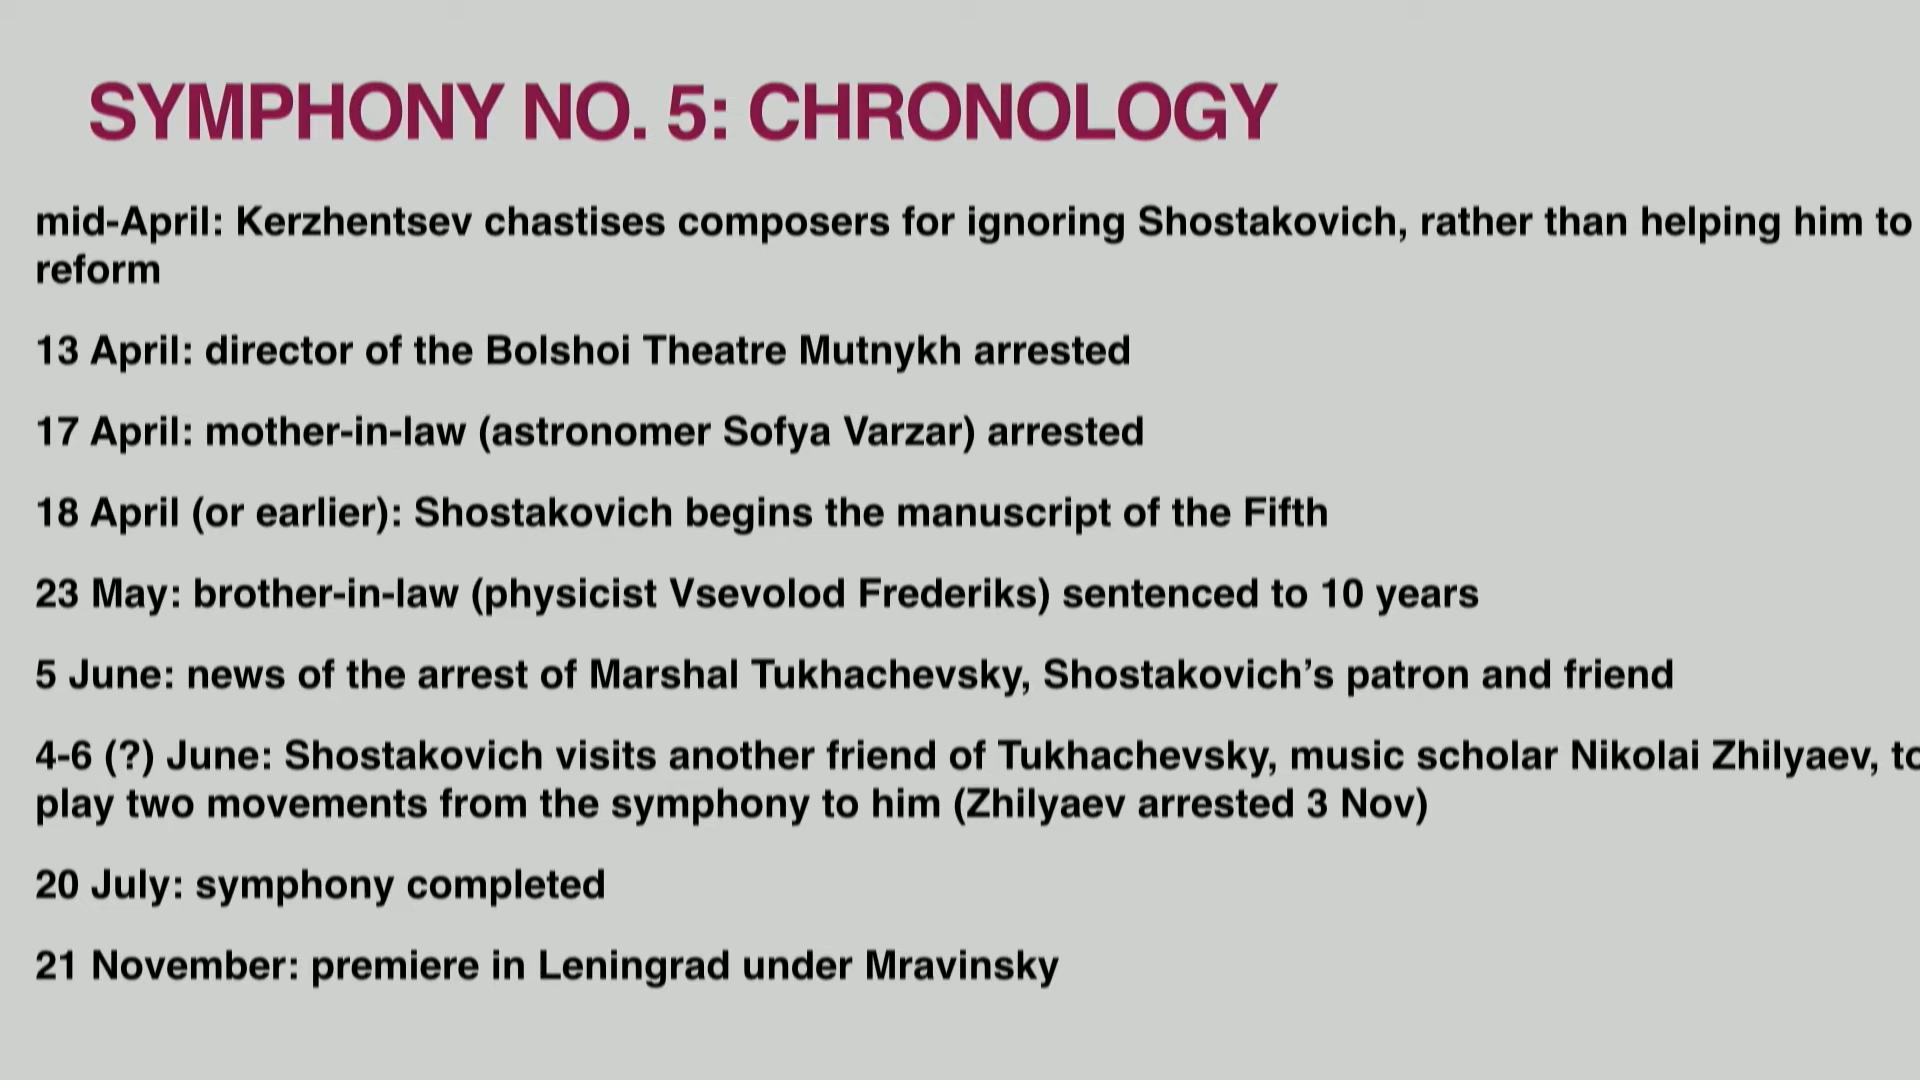 SYMPHONY NO. 5: CHRONOLOGY
mid-April: Kerzhentsev chastises composers for ignoring Shostakovich, rather than helping him to
reform
13 April: director of the Bolshoi Theatre Mutnykh arrested
17 April: mother-in-law (astronomer Sofya Varzar) arrested
18 April (or earlier): Shostakovich begins the manuscript of the Fifth
23 May: brother-in-law (physicist Vsevolod Frederiks) sentenced to 10 years
5 June: news of the arrest of Marshal Tukhachevsky, Shostakovich’s patron and friend
4-6 (?) June: Shostakovich visits another friend of Tukhachevsky, music scholar Nikolai Zhilyaev, to
play two movements from the symphony to him (Zhilyaev arrested 3 Nov)
20 July: symphony completed
21 November: premiere in Leningrad under Mravinsky